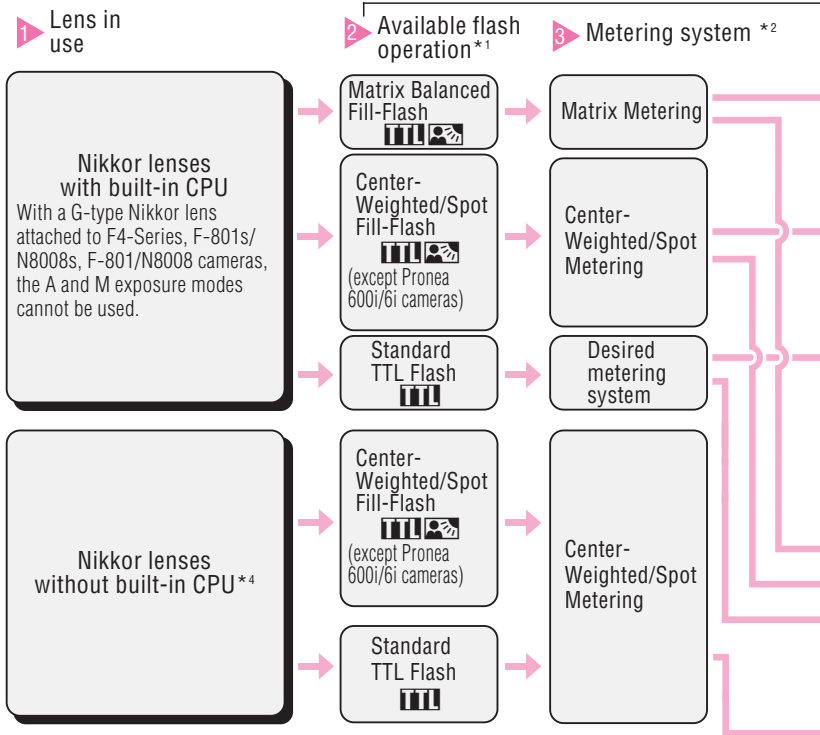 1 Lens in
use
2 Available flash
operation*1
3 Metering system *2
Nikkor lenses
with built-in CPU
With a G-type Nikkor lens
attached to F4-Series, F-801s/
N8008s, F-801/N8008 cameras,
the A and M exposure modes
cannot be used.
Matrix Balanced
Fill-Flash
TTL
Matrix Metering
Center-
Weighted/Spot
Fill-Flash
TTL
(except Pronea
600i/6i cameras)
Center-
Weighted/Spot
Metering
Standard
TTL Flash
TTL
Desired
metering
system
Nikkor lenses
without built-in CPU*4
Center-
Weighted/Spot
Fill-Flash
TTL
(except Pronea
600i/6i cameras)
Standard
TTL Flash
TTL
Center-
Weighted/Spot
Metering